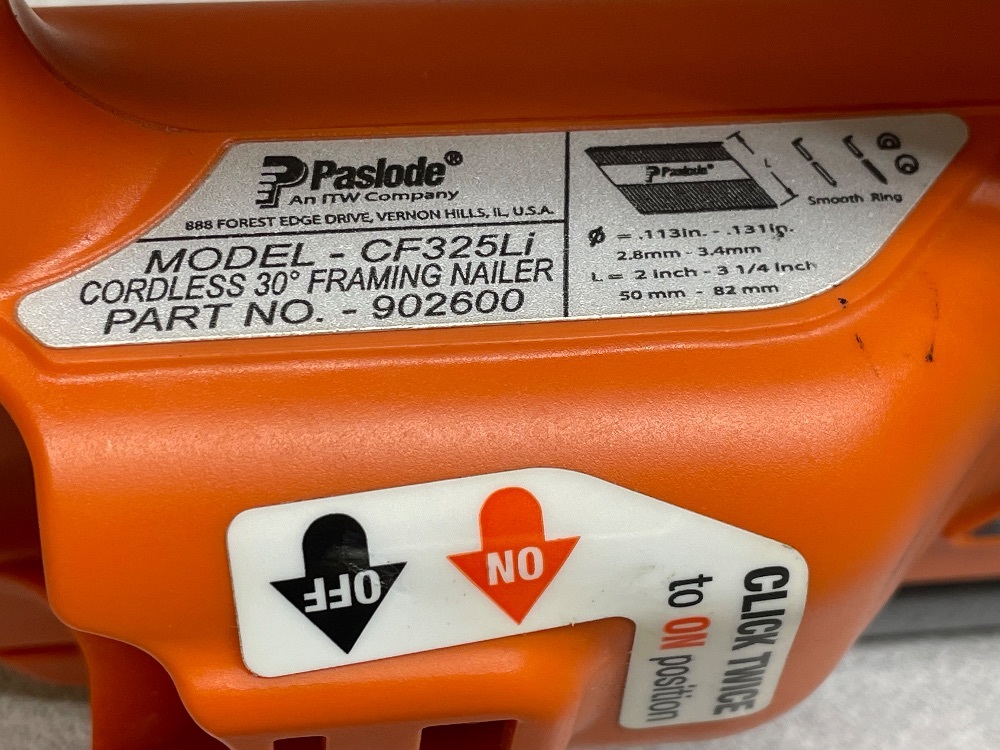 Paslode®
An ITW Company
888 FOREST EDGE DRIVE, VERNON HILLS, IL, U.S.A.
MODEL - CF325Li
CORDLESS 30° FRAMING NAILER
PART NO. - 902600
Paslode®
L
Smooth Ring
ø = .113in. - .131in.
2.8mm - 3.4mm
L = 2 inch - 3 1/4 inch
50 mm - 82 mm
OFF
ON
CLICK TWICE
to ON position